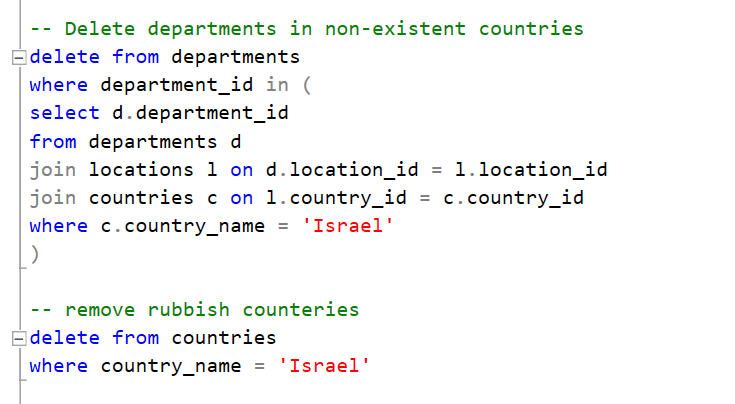 -- Delete departments in non-existent countries
delete from departments
where department_id in (
select d.department_id
from departments d
join locations l on d.location_id = l.location_id
join countries c on l.country_id = c.country_id
where c.country_name = 'Israel'
)
-- remove rubbish counteries
delete from countries
where country_name = 'Israel'